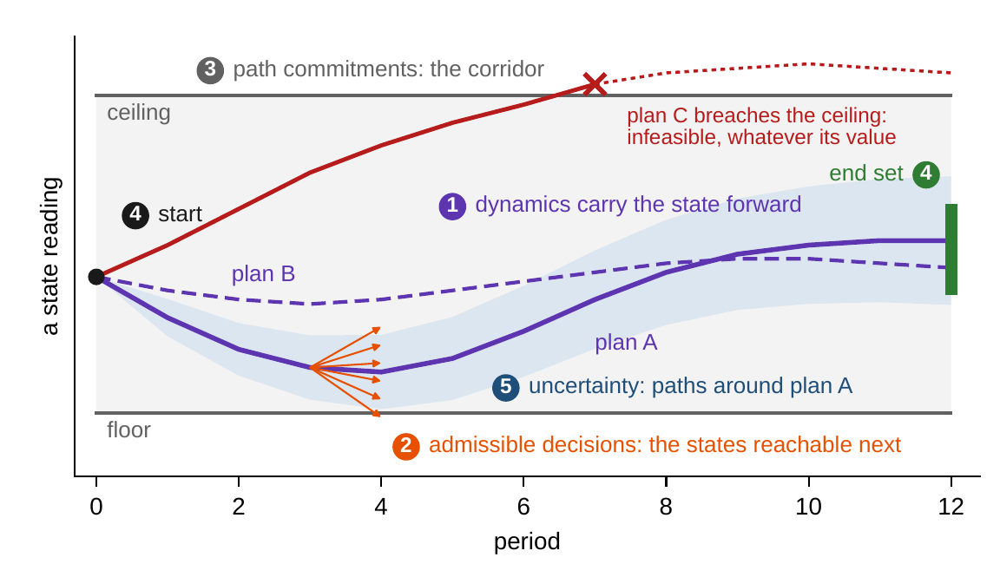 3 path commitments: the corridor
ceiling
plan C breaches the ceiling:
infeasible, whatever its value
end set 4
4 start
1 dynamics carry the state forward
plan B
plan A
5 uncertainty: paths around plan A
floor
2 admissible decisions: the states reachable next
a state reading
0 2 4 6 8 10 12
period